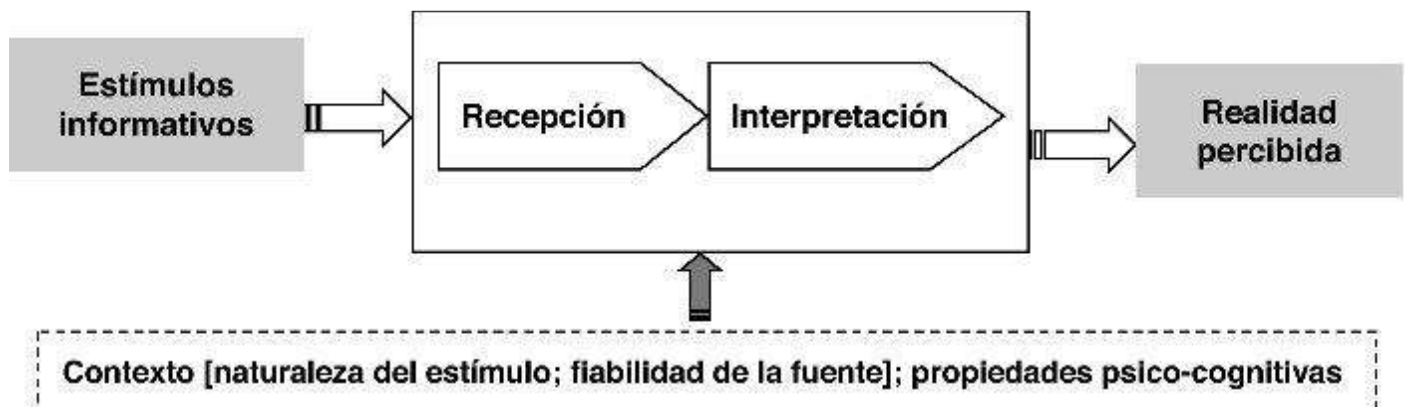 Estímulos
informativos
Recepción
Interpretación
Realidad
percibida
Contexto [naturaleza del estímulo; fiabilidad de la fuente]; propiedades psico-cognitivas